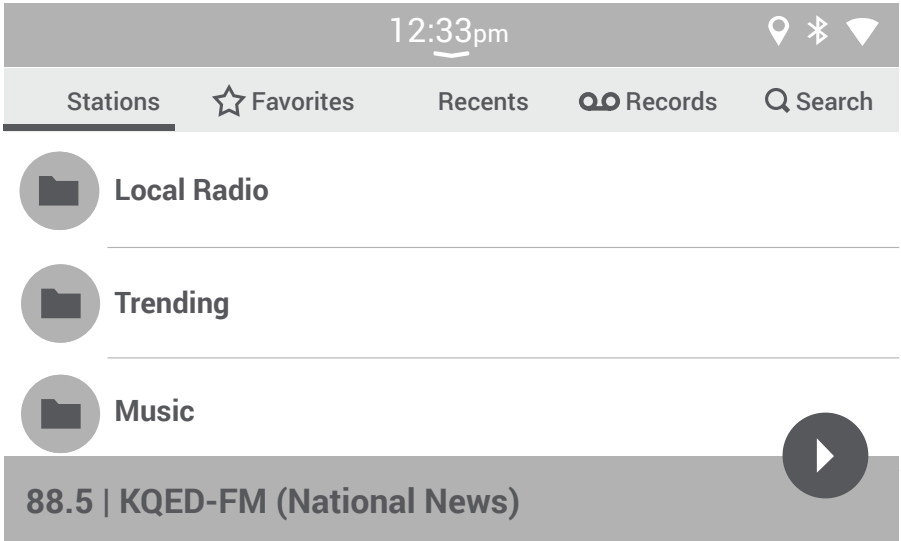 12:33pm
Stations Favorites Recents Records Search
Local Radio
Trending
Music
88.5 | KQED-FM (National News)